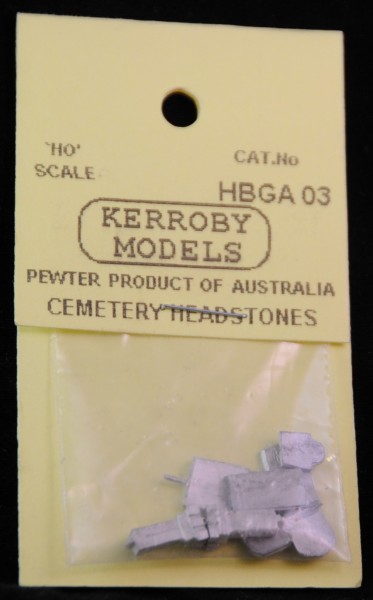 'HO'
SCALE
CAT.No
HBGA 03
KERROBY
MODELS
PEWTER PRODUCT OF AUSTRALIA
CEMETERY HEADSTONES